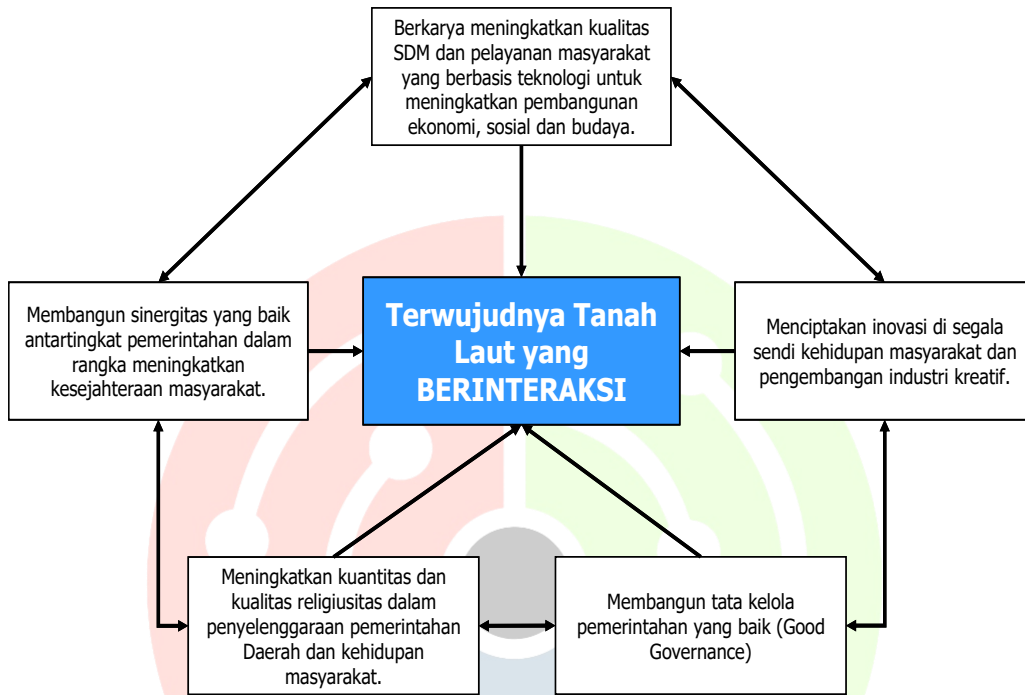 Berkarya meningkatkan kualitas
SDM dan pelayanan masyarakat
yang berbasis teknologi untuk
meningkatkan pembangunan
ekonomi, sosial dan budaya.
Membangun sinergitas yang baik
antartingkat pemerintahan dalam
rangka meningkatkan
kesejahteraan masyarakat.
Terwujudnya Tanah
Laut yang
BERINTERAKSI
Menciptakan inovasi di segala
sendi kehidupan masyarakat dan
pengembangan industri kreatif.
Meningkatkan kuantitas dan
kualitas religiusitas dalam
penyelenggaraan pemerintahan
Daerah dan kehidupan
masyarakat.
Membangun tata kelola
pemerintahan yang baik (Good
Governance)